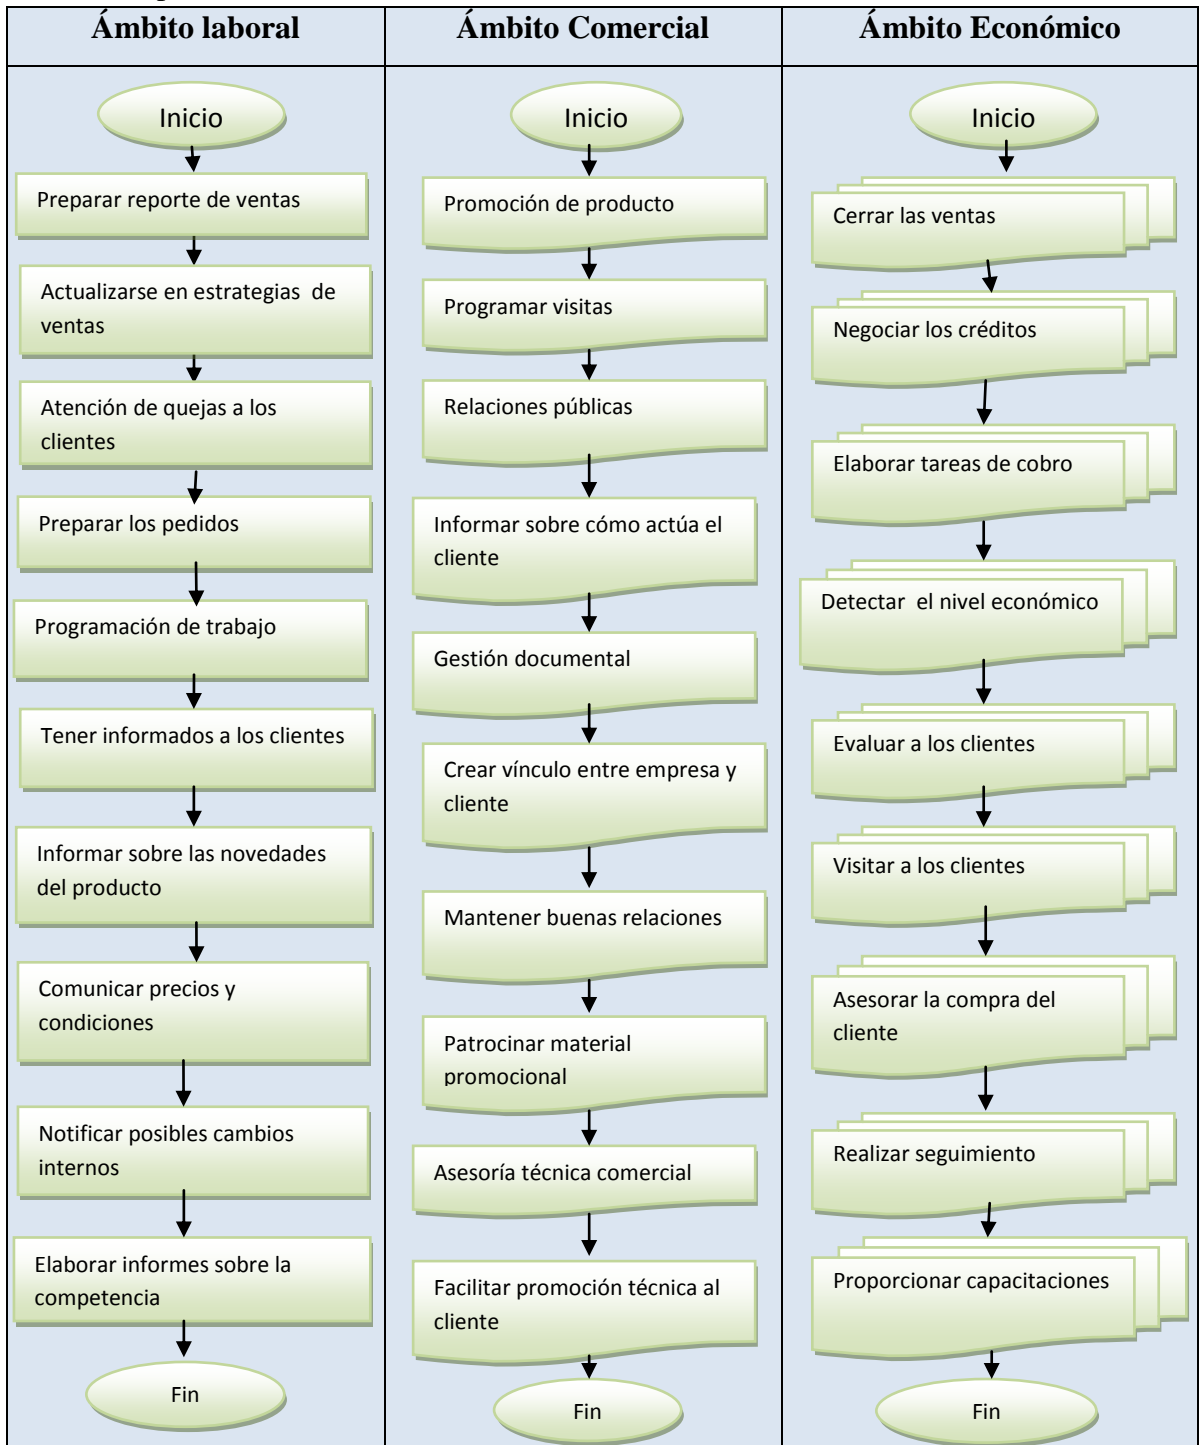 Ámbito laboral
Inicio
Preparar reporte de ventas
Actualizarse en estrategias de
ventas
Atención de quejas a los
clientes
Preparar los pedidos
Programación de trabajo
Tener informados a los clientes
Informar sobre las novedades
del producto
Comunicar precios y
condiciones
Notificar posibles cambios
internos
Elaborar informes sobre la
competencia
Fin
Ámbito Comercial
Inicio
Promoción de producto
Programar visitas
Relaciones públicas
Informar sobre cómo actúa el
cliente
Gestión documental
Crear vínculo entre empresa y
cliente
Mantener buenas relaciones
Patrocinar material
promocional
Asesoría técnica comercial
Facilitar promoción técnica al
cliente
Fin
Ámbito Económico
Inicio
Cerrar las ventas
Negociar los créditos
Elaborar tareas de cobro
Detectar el nivel económico
Evaluar a los clientes
Visitar a los clientes
Asesorar la compra del
cliente
Realizar seguimiento
Proporcionar capacitaciones
Fin